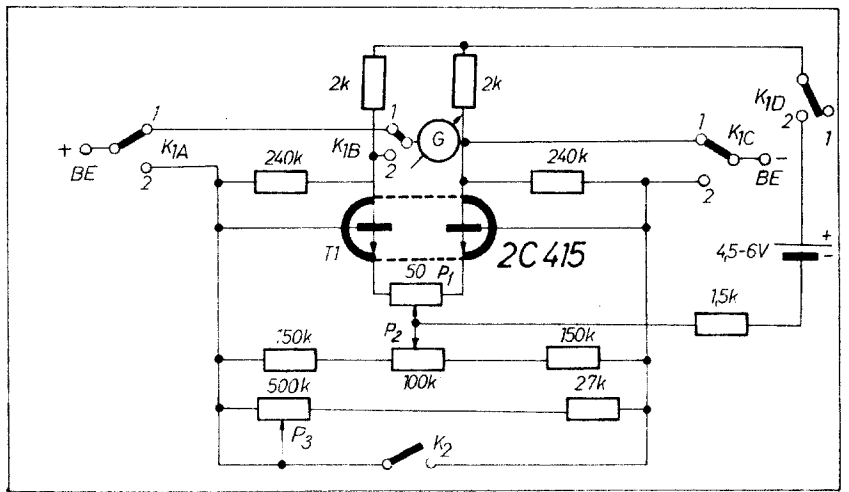 2k
2k
K1D
2
1
1
+
BE
K1A
2
1
K1B
2
G
1
K1C
-
BE
2
240k
240k
T1
2C 415
50
P1
+
4,5-6V
-
1,5k
P2
150k
100k
150k
500k
27k
P3
K2